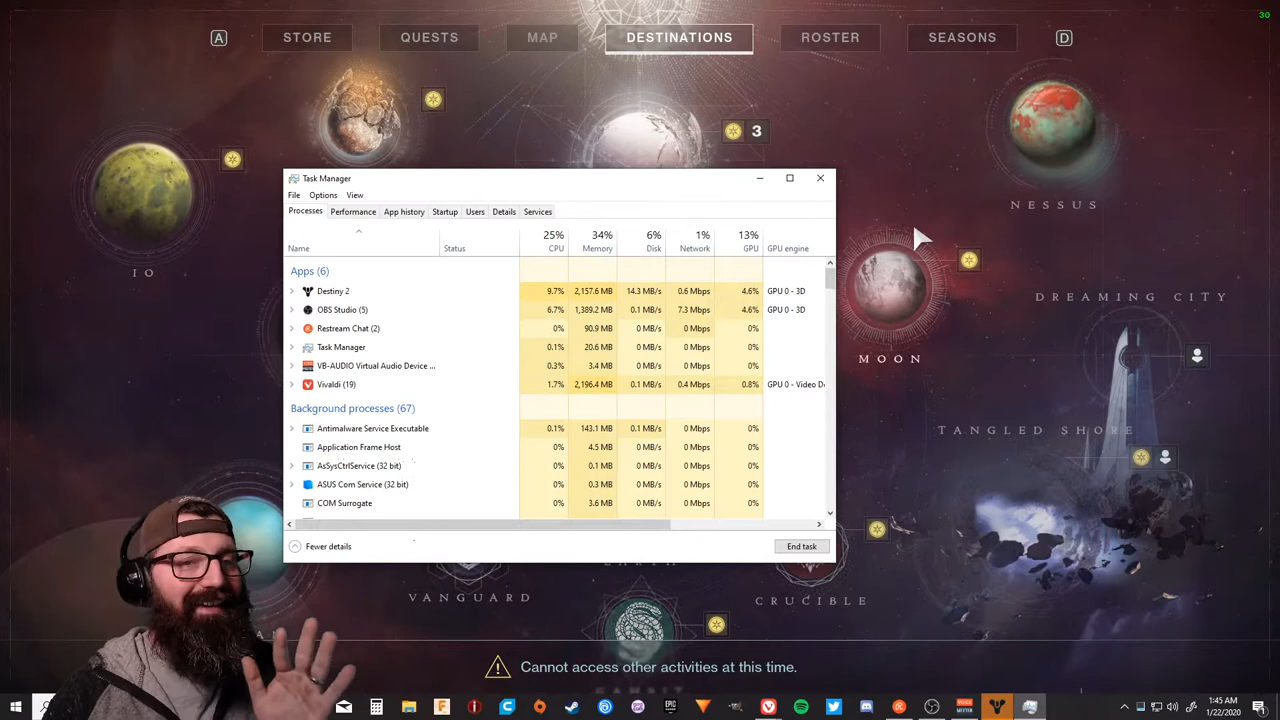 30
A STORE QUESTS MAP DESTINATIONS ROSTER SEASONS D
3
NESSUS
IO
DREAMING CITY
MOON
TANGLED SHORE
Task Manager
File Options View
Processes Performance App history Startup Users Details Services
25% 34% 6% 1% 13%
Name Status CPU Memory Disk Network GPU GPU engine
Apps (6)
Destiny 2 9.7% 2,157.6 MB 14.3 MB/s 0.6 Mbps 4.6% GPU 0 - 3D
OBS Studio (5) 6.7% 1,389.2 MB 0.1 MB/s 7.3 Mbps 4.6% GPU 0 - 3D
Restream Chat (2) 0% 90.9 MB 0 MB/s 0 Mbps 0%
Task Manager 0.1% 20.6 MB 0 MB/s 0 Mbps 0%
VB-AUDIO Virtual Audio Device ... 0.3% 3.4 MB 0 MB/s 0 Mbps 0%
Vivaldi (19) 1.7% 2,196.4 MB 0.1 MB/s 0.4 Mbps 0.8% GPU 0 - Video De
Background processes (67)
Antimalware Service Executable 0.1% 143.1 MB 0.1 MB/s 0 Mbps 0%
Application Frame Host 0% 4.5 MB 0 MB/s 0 Mbps 0%
AsSysCtrlService (32 bit) 0% 0.1 MB 0 MB/s 0 Mbps 0%
ASUS Com Service (32 bit) 0% 0.3 MB 0 MB/s 0 Mbps 0%
COM Surrogate 0% 3.6 MB 0 MB/s 0 Mbps 0%
Fewer details End task
EARTH
VANGUARD
CRUCIBLE
Cannot access other activities at this time.
GAMBIT
1:45 AM
1/22/2020